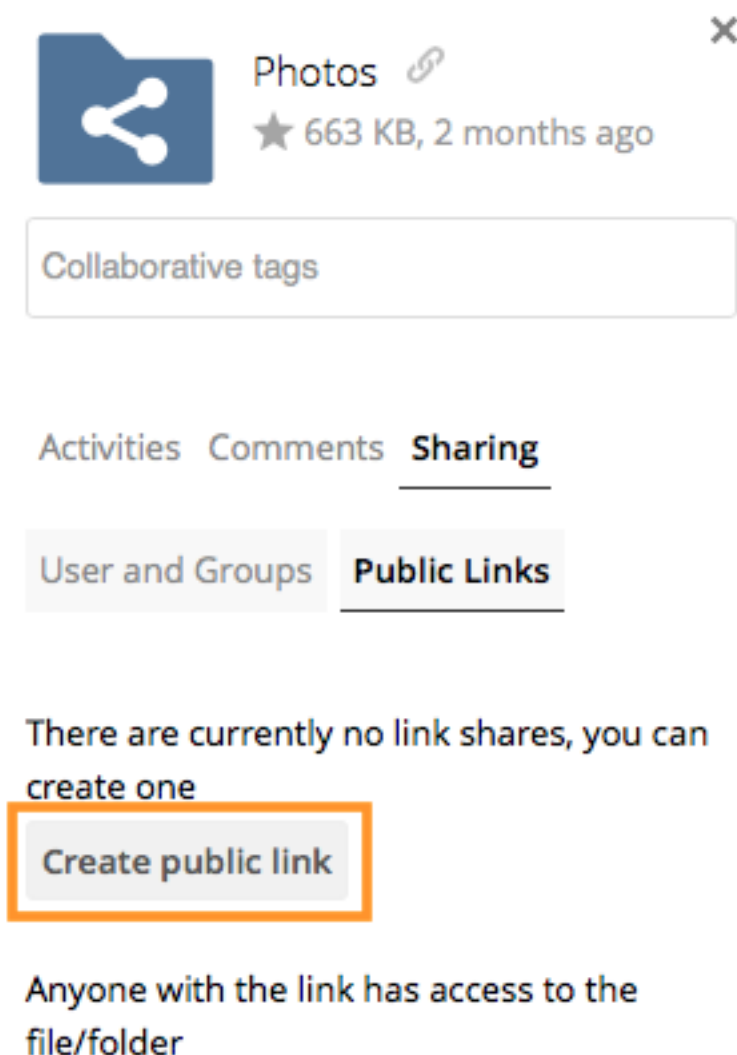 Photos
663 KB, 2 months ago
Collaborative tags
Activities Comments Sharing
User and Groups Public Links
There are currently no link shares, you can
create one
Create public link
Anyone with the link has access to the
file/folder